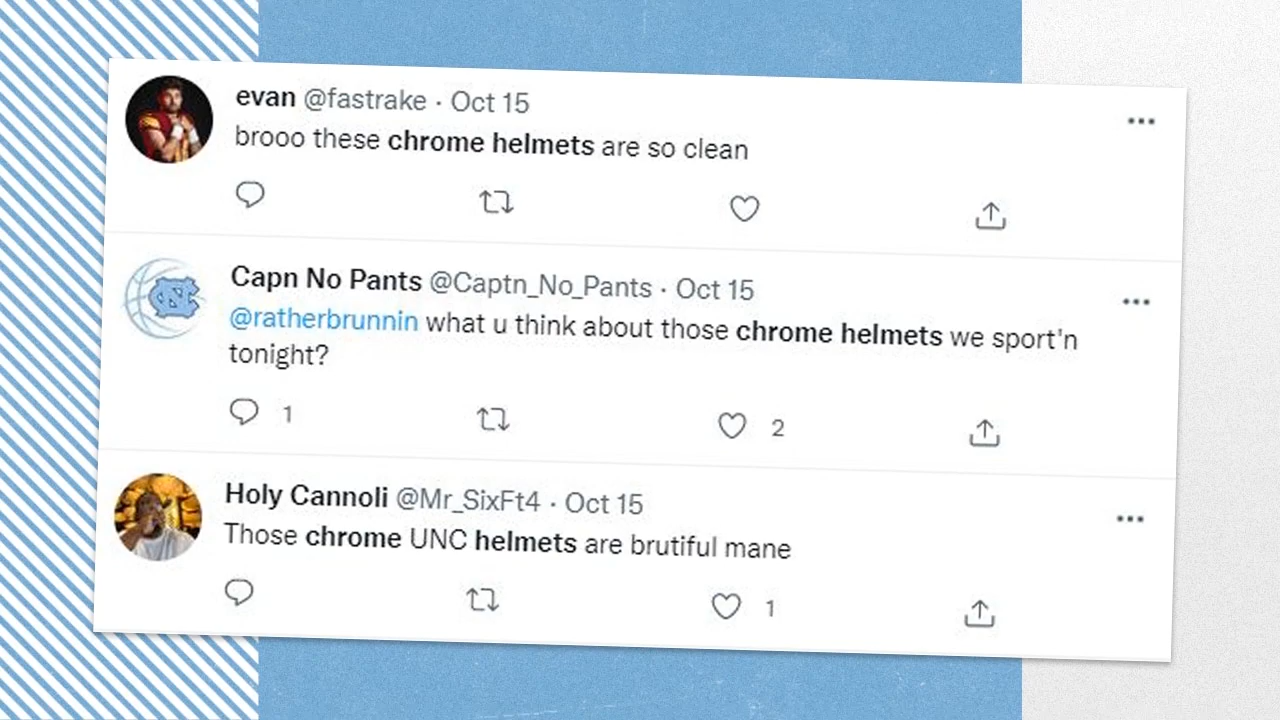 evan @fastrake · Oct 15
brooo these chrome helmets are so clean
Capn No Pants @Captn_No_Pants · Oct 15
@ratherbrunnin what u think about those chrome helmets we sport'n
tonight?
1
2
Holy Cannoli @Mr_SixFt4 · Oct 15
Those chrome UNC helmets are brutiful mane
1